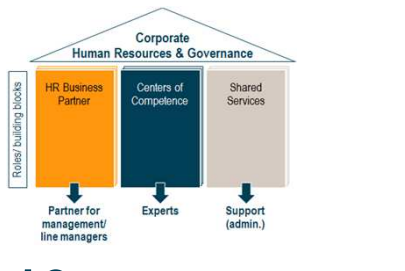 Corporate
Human Resources & Governance
Roles/ building blocks
HR Business
Partner
Centers of
Competence
Shared
Services
Partner for
management/
line managers
Experts
Support
(admin.)